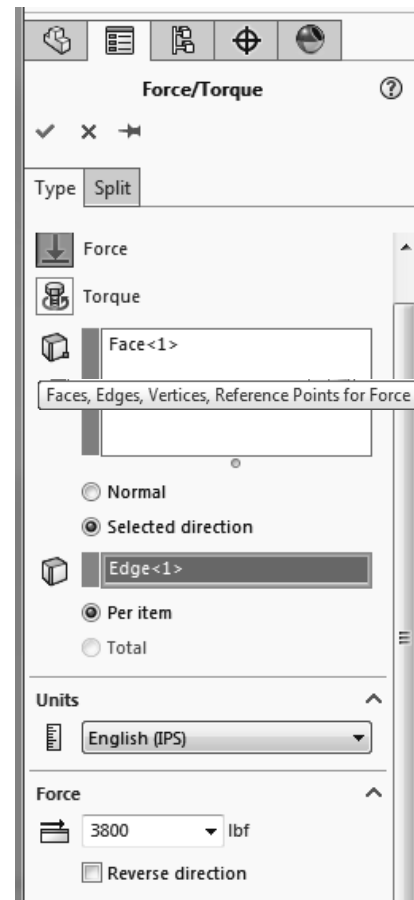 Force/Torque
Type Split
Force
Torque
Face<1>
Faces, Edges, Vertices, Reference Points for Force
Normal
Selected direction
Edge<1>
Per item
Total
Units
English (IPS)
Force
3800 lbf
Reverse direction